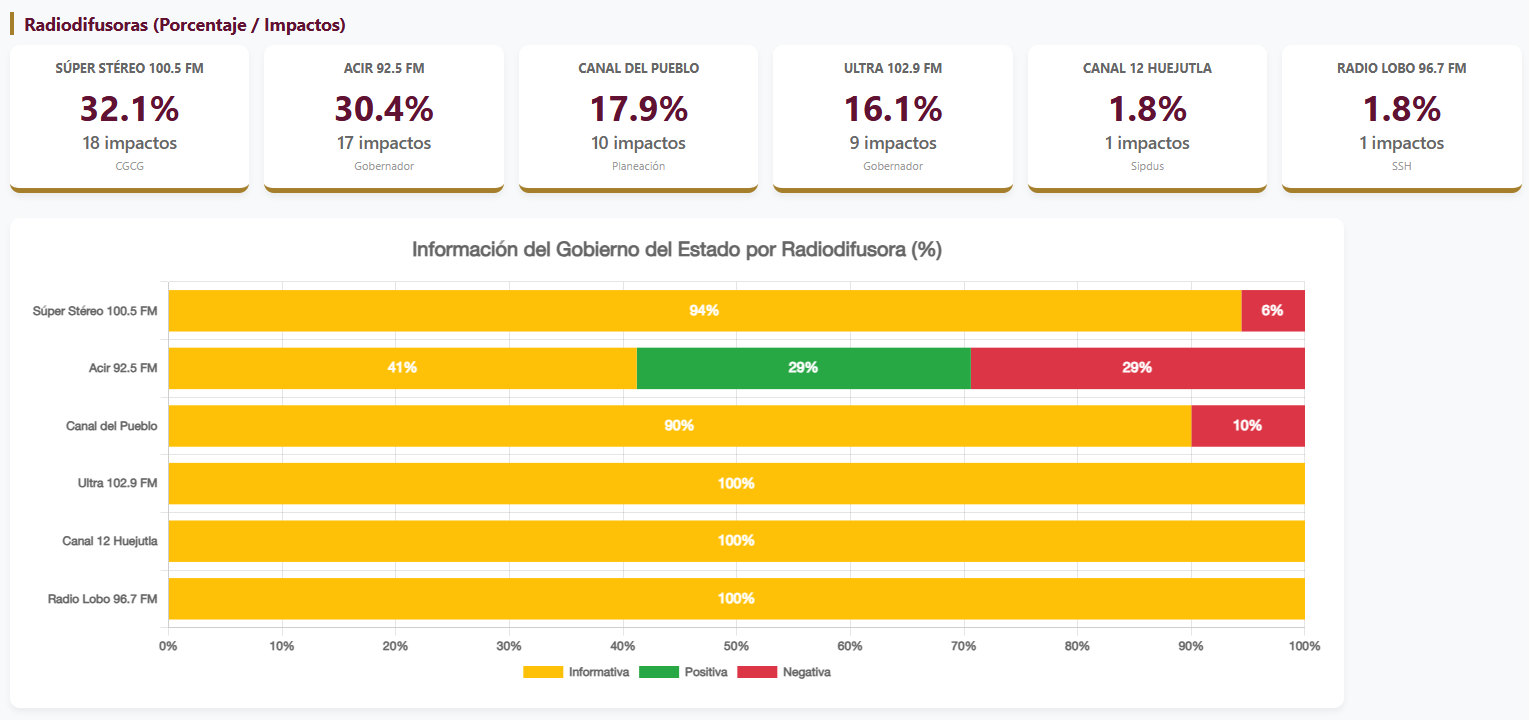 Radiodifusoras (Porcentaje / Impactos)
SÚPER STÉREO 100.5 FM
32.1%
18 impactos
CGCG
ACIR 92.5 FM
30.4%
17 impactos
Gobernador
CANAL DEL PUEBLO
17.9%
10 impactos
Planeación
ULTRA 102.9 FM
16.1%
9 impactos
Gobernador
CANAL 12 HUEJUTLA
1.8%
1 impactos
Sipdus
RADIO LOBO 96.7 FM
1.8%
1 impactos
SSH
Información del Gobierno del Estado por Radiodifusora (%)
Súper Stéreo 100.5 FM 94% 6%
Acir 92.5 FM 41% 29% 29%
Canal del Pueblo 90% 10%
Ultra 102.9 FM 100%
Canal 12 Huejutla 100%
Radio Lobo 96.7 FM 100%
0% 10% 20% 30% 40% 50% 60% 70% 80% 90% 100%
Informativa Positiva Negativa